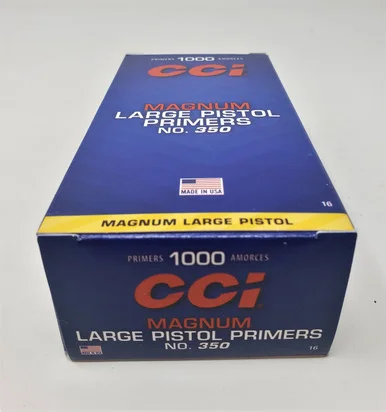 PRIMERS 1000 AMORCES
CCI
MAGNUM
LARGE PISTOL
PRIMERS
NO. 350
MADE IN USA
16
MAGNUM LARGE PISTOL
PRIMERS 1000 AMORCES
CCI
MAGNUM
LARGE PISTOL PRIMERS
NO. 350
16